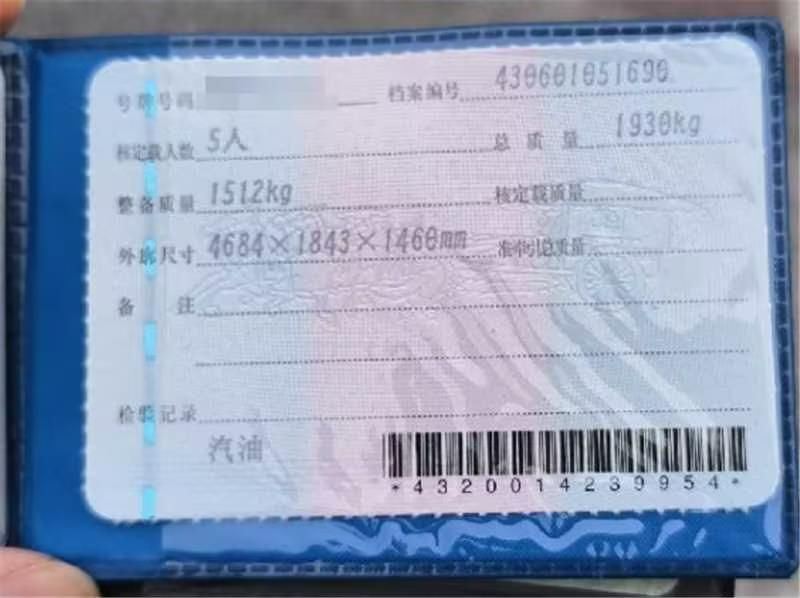 号牌号码 档案编号 430601051690
核定载人数 5人 总质量 1930kg
整备质量 1512kg 核定载质量
外廓尺寸 4684×1843×1460mm 准牵引总质量
备注
检验记录
汽油
*4320014239954*